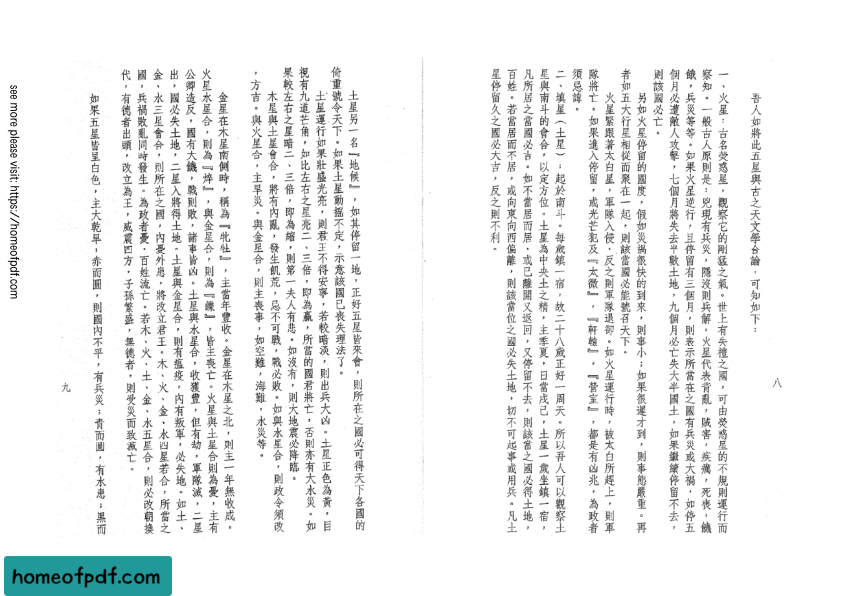 八
吾人如將此五星與古之天文學合論,可知如下:
一、火星:古名熒惑星,觀察它的剛猛之氣。世上有失禮之國,可由熒惑星的不規則運行而
察知。一般古人原則是:兇現有兵災,隱沒則兵解,火星代表背亂,賊害,疾癘,死喪,饑
餓,兵災等等。如果火星逆行,且停留有三個月,則表示所當在之國有兵災或大禍,如停五
個月必遭敵人攻擊,七個月將失去半數土地,九個月必亡失大半國土,如果繼續停留不去,
則該國必亡。
另如火星停留的國度,假如災禍很快的到來,則事小;如果很遲才到,則事態嚴重。再
者如五大行星相從而聚在一起,則該當國必能號召天下。
火星緊跟著太白星,軍隊入侵、反之則軍隊退卻。如火星運行時,被太白所趕上,則軍
隊將亡。如果進入停留,或光芒犯及『太微』,『軒轅』,『營室』,都是有凶兆,為政者
須忌諱。
二、填星(土星):起於南斗。每歲鎮一宿,故二十八歲正好一周天。所以吾人可以觀察土
星與南斗的會合,以定方位。土星為中央土之精,主季夏,日當戊己,土星一歲坐鎮一宿,
凡所居之當國必吉。如不當居而居,或已離開又返回,又停留不去,則該當之國必得土地,
百姓。若當居而不居,或向東向西偏離,則該當位之國必失土地,切不可起事或用兵。凡土
星停留久之國必大吉,反之則不利。
土星另一名『地候』,如其停留一地,正好五星皆來會,則所在之國必可得天下各國的
倚重號令天下。如果土星動搖不定,示意該國已喪失理法了。
土星運行如果壯盛光亮,則君王不得安寧,若較暗淡,則出兵大凶。土星正色為黃,目
視有九道芒角,如比左右之星亮二、三倍,即為贏,所當的國君將亡,否則亦有大水災。如
果較左右之星暗二、三倍,即為縮,則第一夫人有悲。如沒有,則大地震必降臨。
木星與土星會合,將有內亂,發生飢荒,忌不可戰,戰必敗。如與水星合,則政令須改
,方吉。與火星合,主旱災。與金星合,則主喪事,如空難,海難,水災等。
金星在木星南側時,稱為『牝牡』,主當年豐收。金星在木星之北,則主一年無收成。
火星水星合,則為『焠』,與金星合,則為『鑠』,皆主喪亡。火星與土星合則為憂,主有
公卿造反,國有大饑,戰則敗,諸事皆凶。土星與水星合,收獲豐,但有劫,軍隊滅,二星
出,國必失土地,二星入將得土地。土星與金星合,則有瘟疫,內有叛軍,必失地。如土、
金、水三星會合,則所在之國,內憂外患,將改立君王。木、火、金、水四星若合,所當之
國,兵禍敗亂同時發生。為政者憂,百姓流亡。若木、火、土、金、水五星合,則必改朝換
代,有德者出頭,改立為王,威震四方,子孫繁盛,無德者,則受災而致滅亡。
如果五星皆呈白色,主大乾旱,赤而圓,則國內不平,有兵災;青而圓,有水患;黑而
九
see more please visit: https://homeofpdf.com
homeofpdf.com